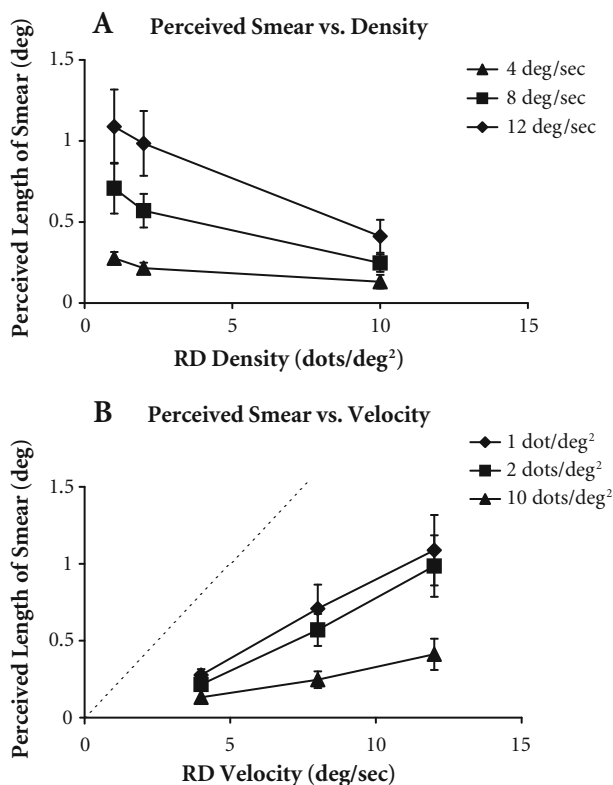 A Perceived Smear vs. Density
Perceived Length of Smear (deg)
1.5
1
0.5
0
0
5
10
15
RD Density (dots/deg²)
4 deg/sec
8 deg/sec
12 deg/sec
B Perceived Smear vs. Velocity
Perceived Length of Smear (deg)
1.5
1
0.5
0
0
5
10
15
RD Velocity (deg/sec)
1 dot/deg²
2 dots/deg²
10 dots/deg²